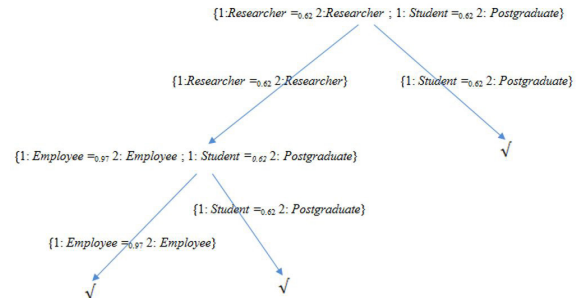 {1:Researcher =0.62 2:Researcher ; 1: Student =0.62 2: Postgraduate}
{1:Researcher =0.62 2:Researcher}
{1: Student =0.62 2: Postgraduate}
√
{1: Employee =0.97 2: Employee ; 1: Student =0.62 2: Postgraduate}
{1: Student =0.62 2: Postgraduate}
{1: Employee =0.97 2: Employee}
√
√